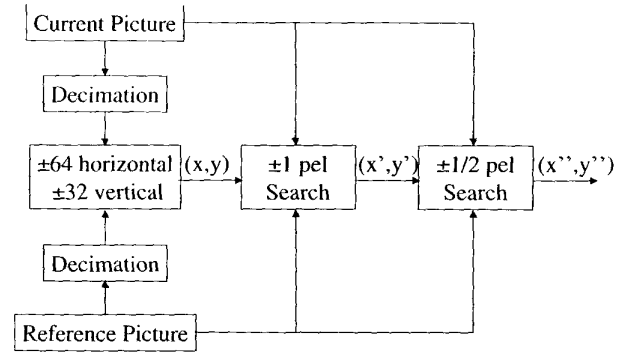 Current Picture
Decimation
±64 horizontal
±32 vertical
(x,y)
±1 pel
Search
(x',y')
±1/2 pel
Search
(x'',y'')
Decimation
Reference Picture